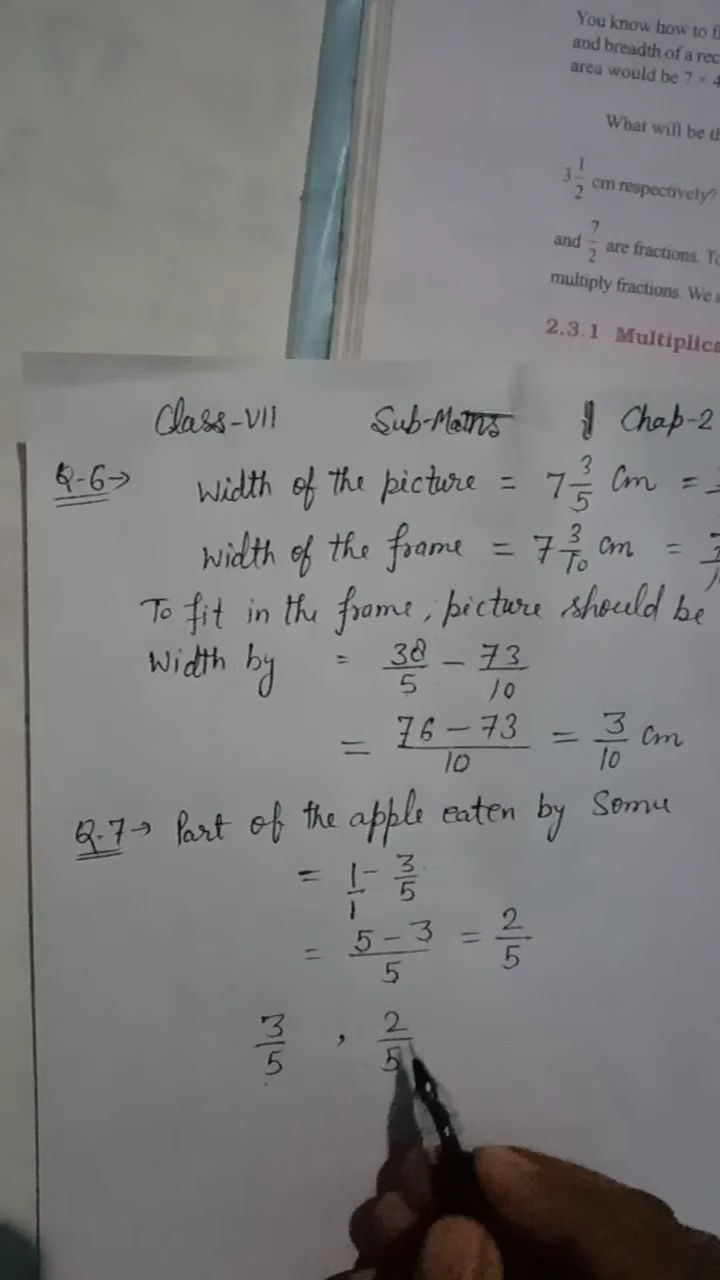 You know how to fi
and breadth of a rec
area would be 7 × 4
What will be th
3 1/2 cm respectively?
and 7/2 are fractions. To
multiply fractions. We s
2.3.1 Multiplica
Class-VII Sub-Maths Chap-2
Q-6→ Width of the picture = 7 3/5 Cm =
Width of the frame = 7 3/10 cm =
To fit in the frame, picture should be
Width by = 38/5 - 73/10
= 76-73/10 = 3/10 cm
Q.7→ Part of the apple eaten by Somu
= 1/1 - 3/5
= 5-3/5 = 2/5
3/5 , 2/5